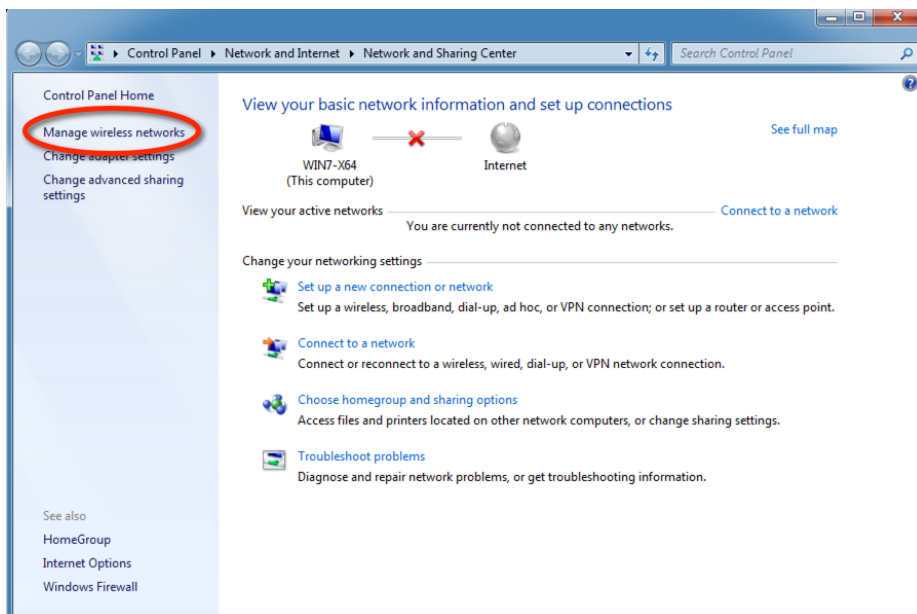 Control Panel Network and Internet Network and Sharing Center
Search Control Panel
Control Panel Home
Manage wireless networks
Change adapter settings
Change advanced sharing
settings
View your basic network information and set up connections
See full map
WIN7-X64
(This computer)
Internet
View your active networks
Connect to a network
You are currently not connected to any networks.
Change your networking settings
Set up a new connection or network
Set up a wireless, broadband, dial-up, ad hoc, or VPN connection; or set up a router or access point.
Connect to a network
Connect or reconnect to a wireless, wired, dial-up, or VPN network connection.
Choose homegroup and sharing options
Access files and printers located on other network computers, or change sharing settings.
Troubleshoot problems
Diagnose and repair network problems, or get troubleshooting information.
See also
HomeGroup
Internet Options
Windows Firewall